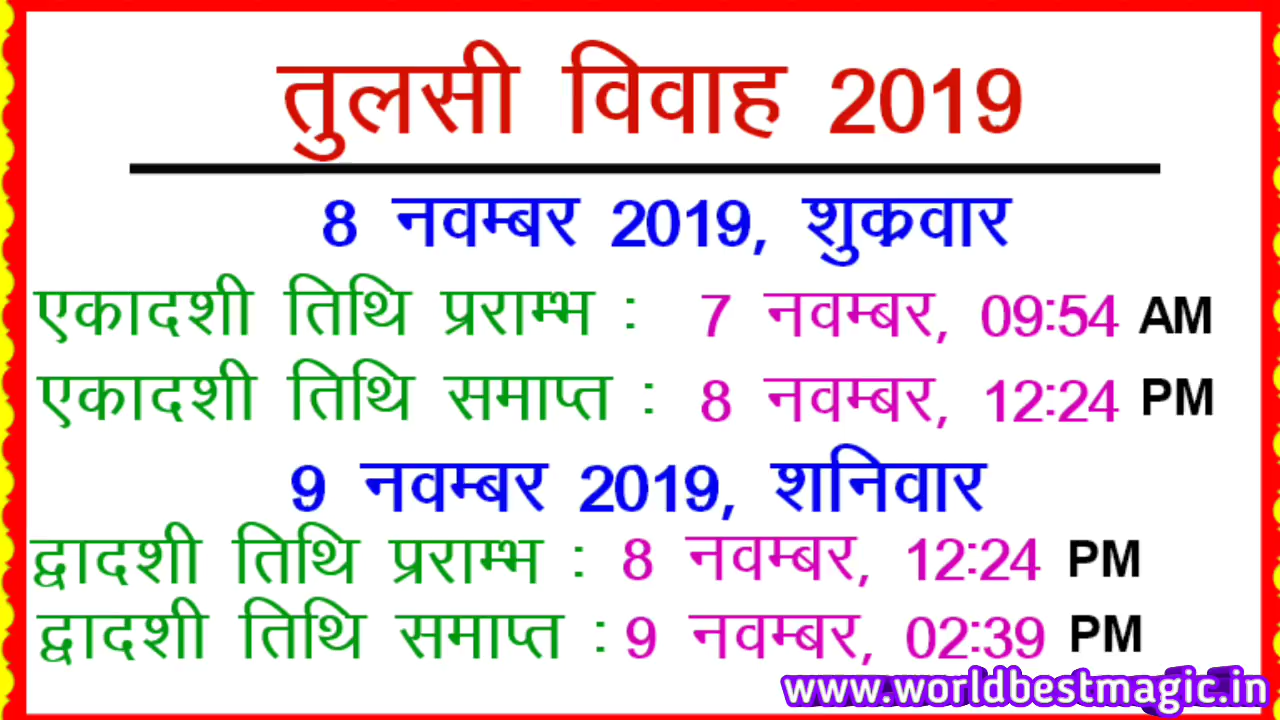 तुलसी विवाह 2019
8 नवम्बर 2019, शुक्रवार
एकादशी तिथि प्रराम्भ : 7 नवम्बर, 09:54 AM
एकादशी तिथि समाप्त : 8 नवम्बर, 12:24 PM
9 नवम्बर 2019, शनिवार
द्वादशी तिथि प्रराम्भ : 8 नवम्बर, 12:24 PM
द्वादशी तिथि समाप्त : 9 नवम्बर, 02:39 PM
www.worldbestmagic.in